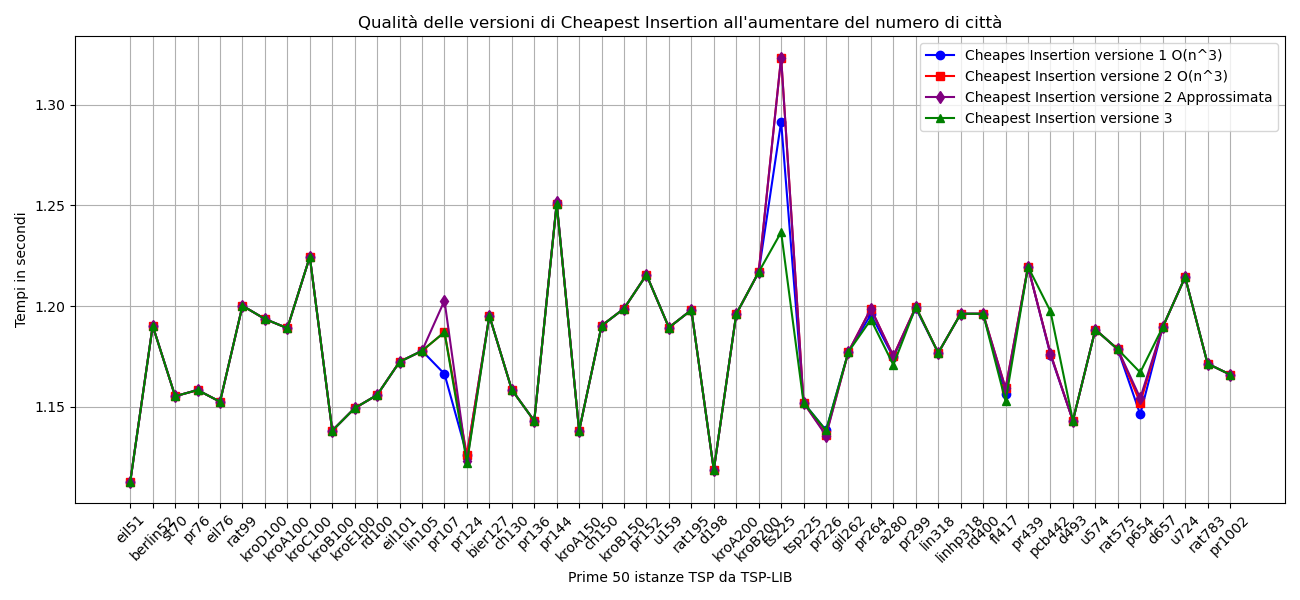 Qualità delle versioni di Cheapest Insertion all'aumentare del numero di città
Cheapes Insertion versione 1 O(n^3)
Cheapest Insertion versione 2 O(n^3)
Cheapest Insertion versione 2 Approssimata
Cheapest Insertion versione 3
Tempi in secondi
1.30
1.25
1.20
1.15
eil51
berlin52
st70
pr76
eil76
rat99
kroD100
kroA100
kroC100
kroB100
kroE100
rd100
eil101
lin105
pr107
pr124
bier127
ch130
pr136
pr144
kroA150
ch150
kroB150
pr152
u159
rat195
d198
kroA200
kroB200
ts225
tsp225
pr226
gil262
pr264
a280
pr299
lin318
linhp318
rd400
fl417
pr439
pcb442
d493
u574
rat575
p654
d657
u724
rat783
pr1002
Prime 50 istanze TSP da TSP-LIB